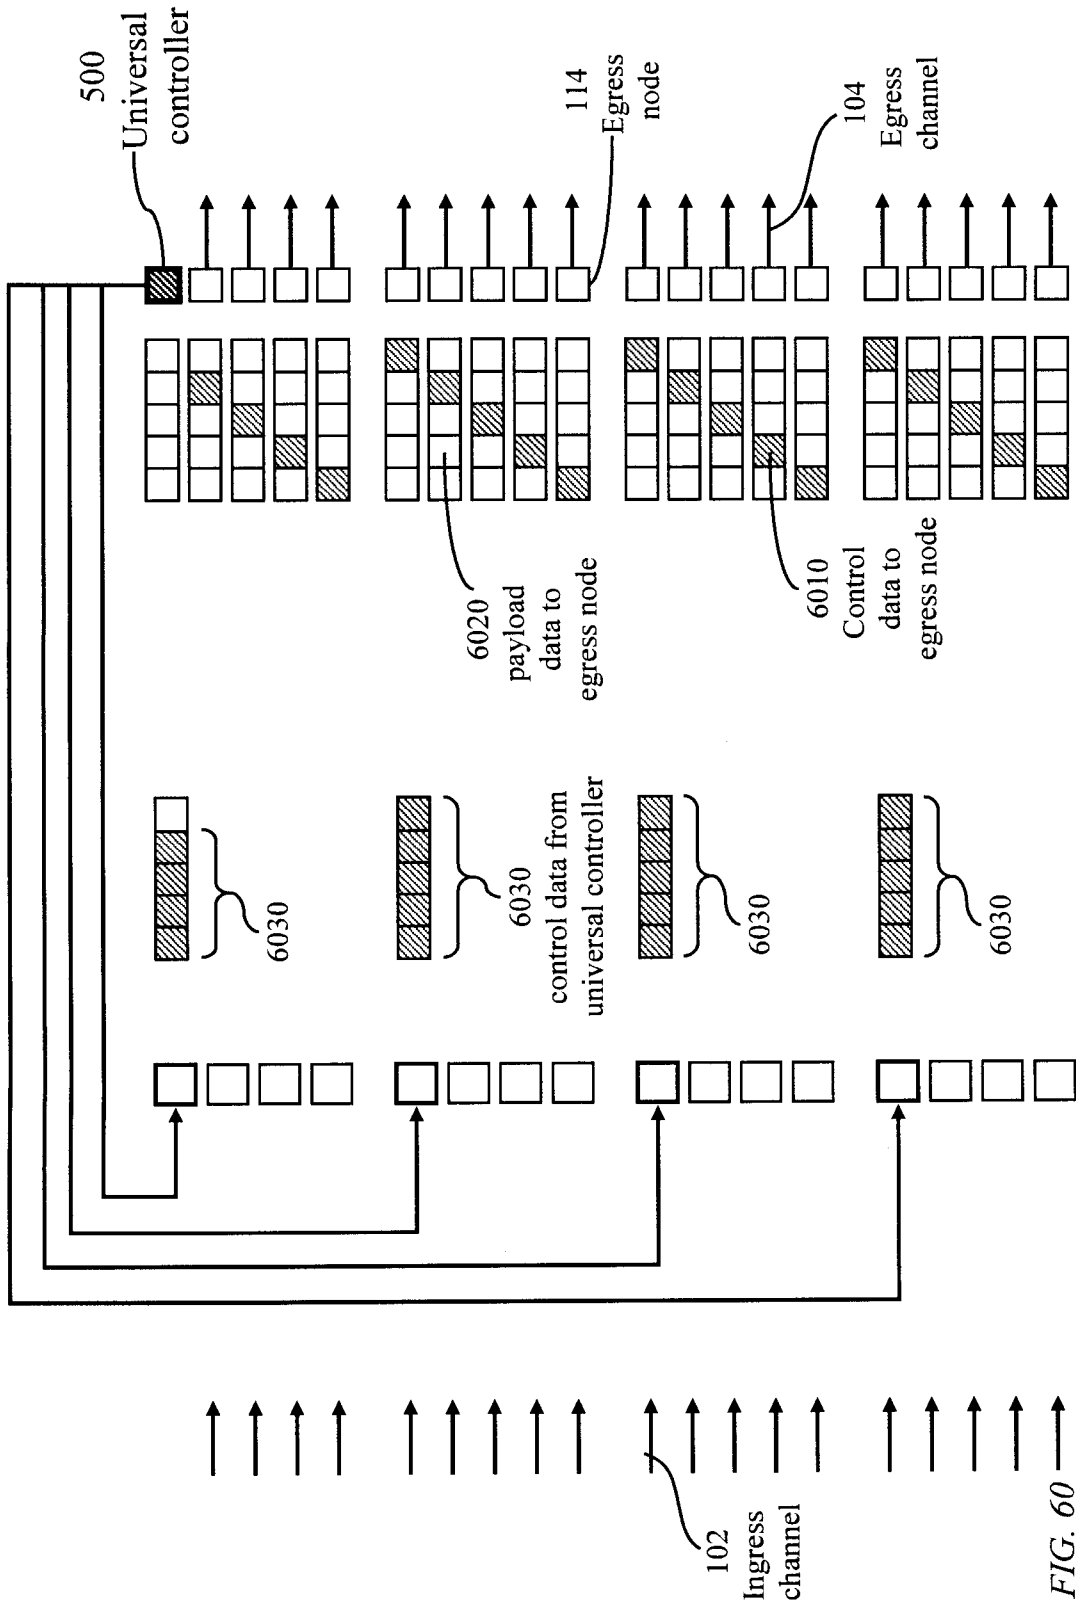 500
Universal
controller
114
Egress
node
104
Egress
channel
6020
payload
data to
egress node
6010
Control
data to
egress node
6030
6030
control data from
universal controller
6030
6030
102
Ingress
channel
FIG. 60